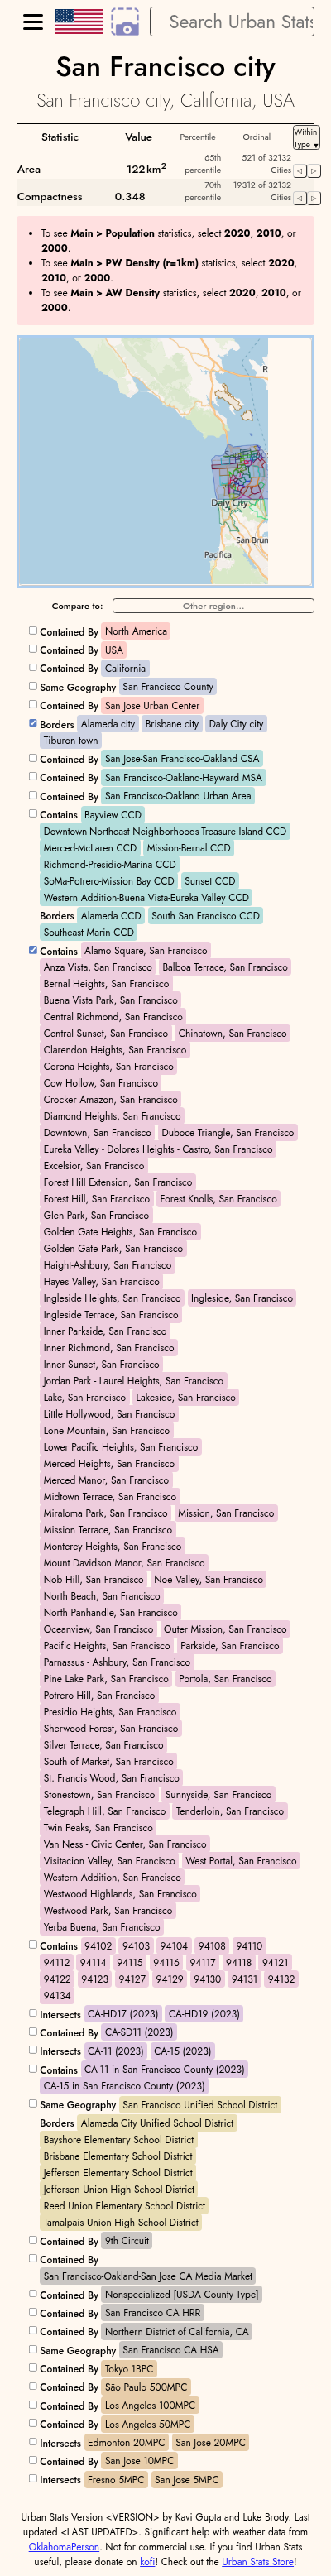 Search Urban Stats
San Francisco city
San Francisco city, California, USA
Statistic Value Percentile Ordinal Within Type ▼
Area 122 km² 65th percentile 521 of 32132 Cities ◁ ▷
Compactness 0.348 70th percentile 19312 of 32132 Cities ◁ ▷
• To see Main > Population statistics, select 2020, 2010, or
2000.
• To see Main > PW Density (r=1km) statistics, select 2020,
2010, or 2000.
• To see Main > AW Density statistics, select 2020, 2010, or
2000.
Daly City
San Brun
Pacifica
Compare to: Other region...
Contained By North America
Contained By USA
Contained By California
Same Geography San Francisco County
Contained By San Jose Urban Center
Borders Alameda city Brisbane city Daly City city
Tiburon town
Contained By San Jose-San Francisco-Oakland CSA
Contained By San Francisco-Oakland-Hayward MSA
Contained By San Francisco-Oakland Urban Area
Contains Bayview CCD
Downtown-Northeast Neighborhoods-Treasure Island CCD
Merced-McLaren CCD Mission-Bernal CCD
Richmond-Presidio-Marina CCD
SoMa-Potrero-Mission Bay CCD Sunset CCD
Western Addition-Buena Vista-Eureka Valley CCD
Borders Alameda CCD South San Francisco CCD
Southeast Marin CCD
Contains Alamo Square, San Francisco
Anza Vista, San Francisco Balboa Terrace, San Francisco
Bernal Heights, San Francisco
Buena Vista Park, San Francisco
Central Richmond, San Francisco
Central Sunset, San Francisco Chinatown, San Francisco
Clarendon Heights, San Francisco
Corona Heights, San Francisco
Cow Hollow, San Francisco
Crocker Amazon, San Francisco
Diamond Heights, San Francisco
Downtown, San Francisco Duboce Triangle, San Francisco
Eureka Valley - Dolores Heights - Castro, San Francisco
Excelsior, San Francisco
Forest Hill Extension, San Francisco
Forest Hill, San Francisco Forest Knolls, San Francisco
Glen Park, San Francisco
Golden Gate Heights, San Francisco
Golden Gate Park, San Francisco
Haight-Ashbury, San Francisco
Hayes Valley, San Francisco
Ingleside Heights, San Francisco Ingleside, San Francisco
Ingleside Terrace, San Francisco
Inner Parkside, San Francisco
Inner Richmond, San Francisco
Inner Sunset, San Francisco
Jordan Park - Laurel Heights, San Francisco
Lake, San Francisco Lakeside, San Francisco
Little Hollywood, San Francisco
Lone Mountain, San Francisco
Lower Pacific Heights, San Francisco
Merced Heights, San Francisco
Merced Manor, San Francisco
Midtown Terrace, San Francisco
Miraloma Park, San Francisco Mission, San Francisco
Mission Terrace, San Francisco
Monterey Heights, San Francisco
Mount Davidson Manor, San Francisco
Nob Hill, San Francisco Noe Valley, San Francisco
North Beach, San Francisco
North Panhandle, San Francisco
Oceanview, San Francisco Outer Mission, San Francisco
Pacific Heights, San Francisco Parkside, San Francisco
Parnassus - Ashbury, San Francisco
Pine Lake Park, San Francisco Portola, San Francisco
Potrero Hill, San Francisco
Presidio Heights, San Francisco
Sherwood Forest, San Francisco
Silver Terrace, San Francisco
South of Market, San Francisco
St. Francis Wood, San Francisco
Stonestown, San Francisco Sunnyside, San Francisco
Telegraph Hill, San Francisco Tenderloin, San Francisco
Twin Peaks, San Francisco
Van Ness - Civic Center, San Francisco
Visitacion Valley, San Francisco West Portal, San Francisco
Western Addition, San Francisco
Westwood Highlands, San Francisco
Westwood Park, San Francisco
Yerba Buena, San Francisco
Contains 94102 94103 94104 94108 94110
94112 94114 94115 94116 94117 94118 94121
94122 94123 94127 94129 94130 94131 94132
94134
Intersects CA-HD17 (2023) CA-HD19 (2023)
Contained By CA-SD11 (2023)
Intersects CA-11 (2023) CA-15 (2023)
Contains CA-11 in San Francisco County (2023)
CA-15 in San Francisco County (2023)
Same Geography San Francisco Unified School District
Borders Alameda City Unified School District
Bayshore Elementary School District
Brisbane Elementary School District
Jefferson Elementary School District
Jefferson Union High School District
Reed Union Elementary School District
Tamalpais Union High School District
Contained By 9th Circuit
Contained By
San Francisco-Oakland-San Jose CA Media Market
Contained By Nonspecialized [USDA County Type]
Contained By San Francisco CA HRR
Contained By Northern District of California, CA
Same Geography San Francisco CA HSA
Contained By Tokyo 1BPC
Contained By São Paulo 500MPC
Contained By Los Angeles 100MPC
Contained By Los Angeles 50MPC
Intersects Edmonton 20MPC San Jose 20MPC
Contained By San Jose 10MPC
Intersects Fresno 5MPC San Jose 5MPC
Urban Stats Version <VERSION> by Kavi Gupta and Luke Brody. Last
updated <LAST UPDATED>. Significant help with weather data from
OklahomaPerson. Not for commercial use. If you find Urban Stats
useful, please donate on kofi! Check out the Urban Stats Store!